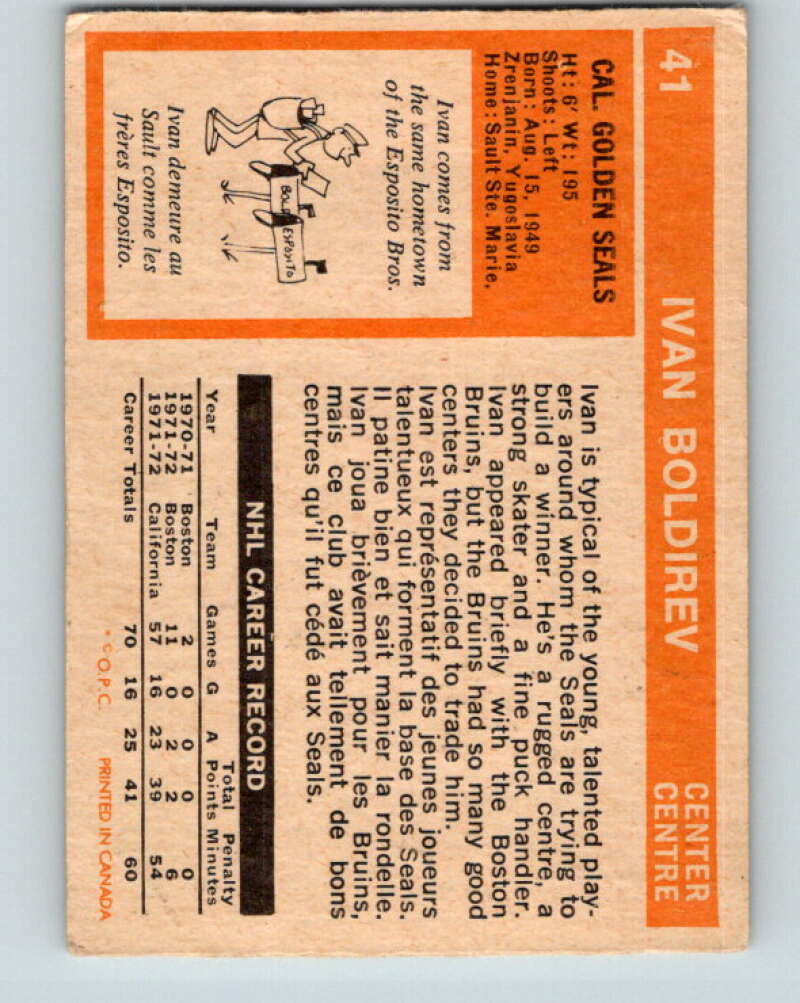 41
IVAN BOLDIREV
CENTER
CENTRE
CAL. GOLDEN SEALS
Ht: 6' Wt: 195
Shoots: Left
Born: Aug. 15, 1949
Zrenjanin, Yugoslavia
Home: Sault Ste. Marie,
Ivan comes from
the same hometown
of the Esposito Bros.
BOLD
ESPOSITO
Ivan demeure au
Sault comme les
frères Esposito.
Ivan is typical of the young, talented play-
ers around whom the Seals are trying to
build a winner. He's a rugged centre, a
strong skater and a fine puck handler.
Ivan appeared briefly with the Boston
Bruins, but the Bruins had so many good
centers they decided to trade him.
Ivan est représentatif des jeunes joueurs
talentueux qui forment la base des Seals.
Il patine bien et sait manier la rondelle.
Ivan joua brièvement pour les Bruins,
mais ce club avait tellement de bons
centres qu'il fut cédé aux Seals.
NHL CAREER RECORD
Total Penalty
Year Team Games G A Points Minutes
1970-71 Boston 2 0 0 0 0
1971-72 Boston 11 0 2 2 6
1971-72 California 57 16 23 39 54
Career Totals 70 16 25 41 60
* © O.P.C. PRINTED IN CANADA